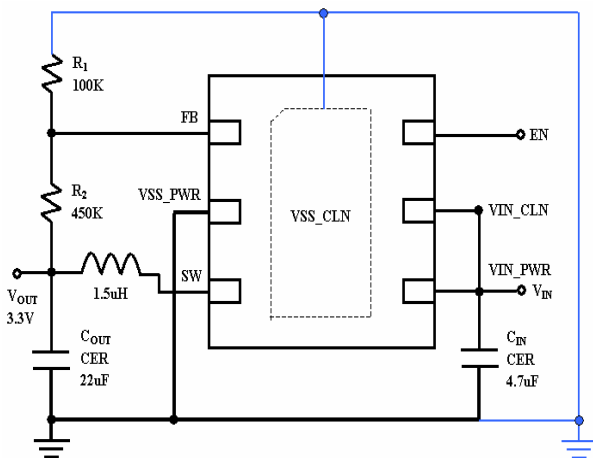 R1
100K
FB
EN
R2
450K
VSS_PWR
VSS_CLN
VIN_CLN
SW
VIN_PWR
VIN
VOUT
3.3V
1.5uH
COUT
CER
22uF
CIN
CER
4.7uF